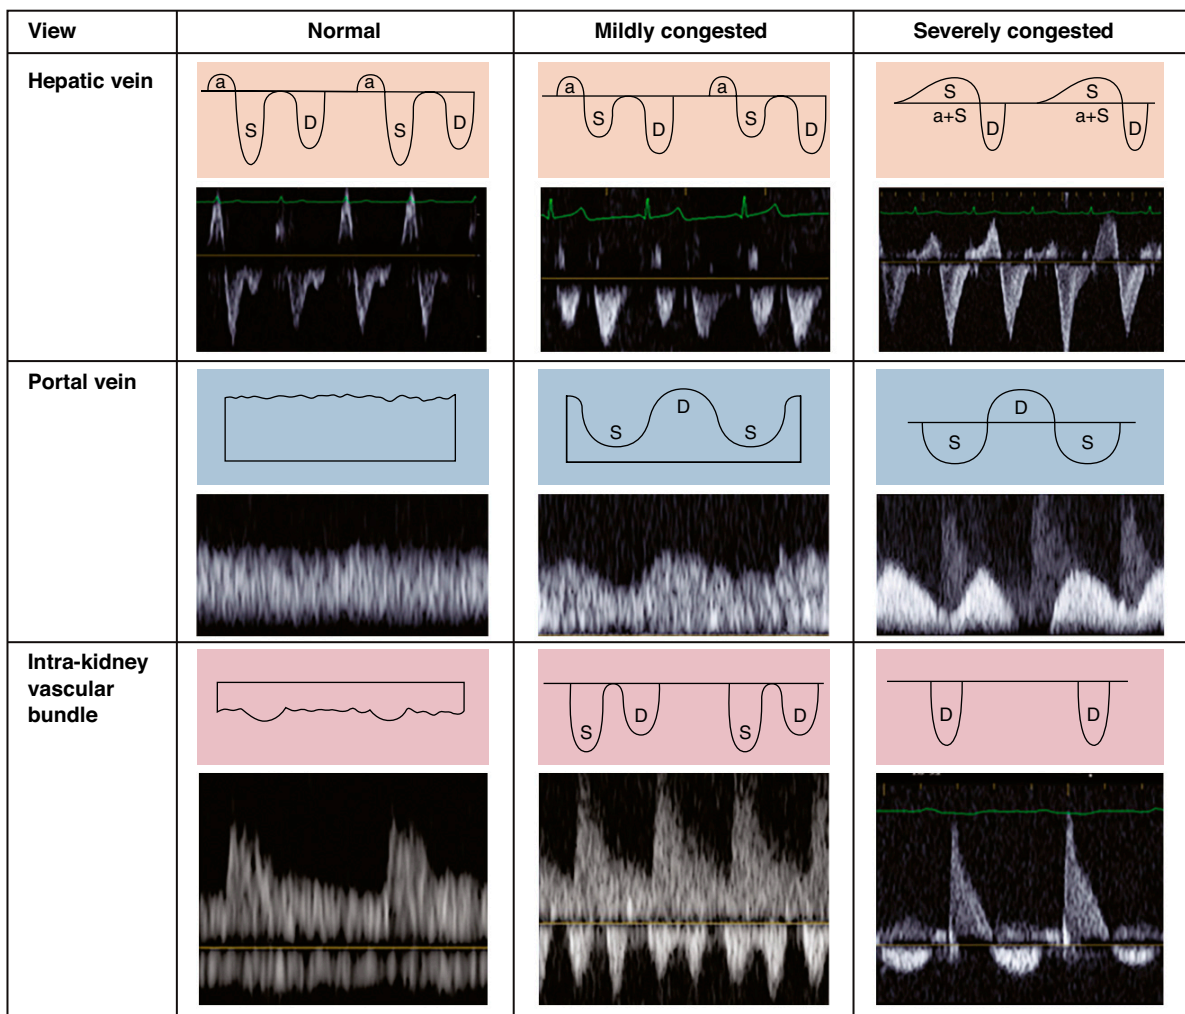 View Normal Mildly congested Severely congested
Hepatic vein
a S D a S D
a S D a S D
S a+S D S a+S D
Portal vein
S D S
S D S
Intra-kidney
vascular
bundle
S D S D
D D